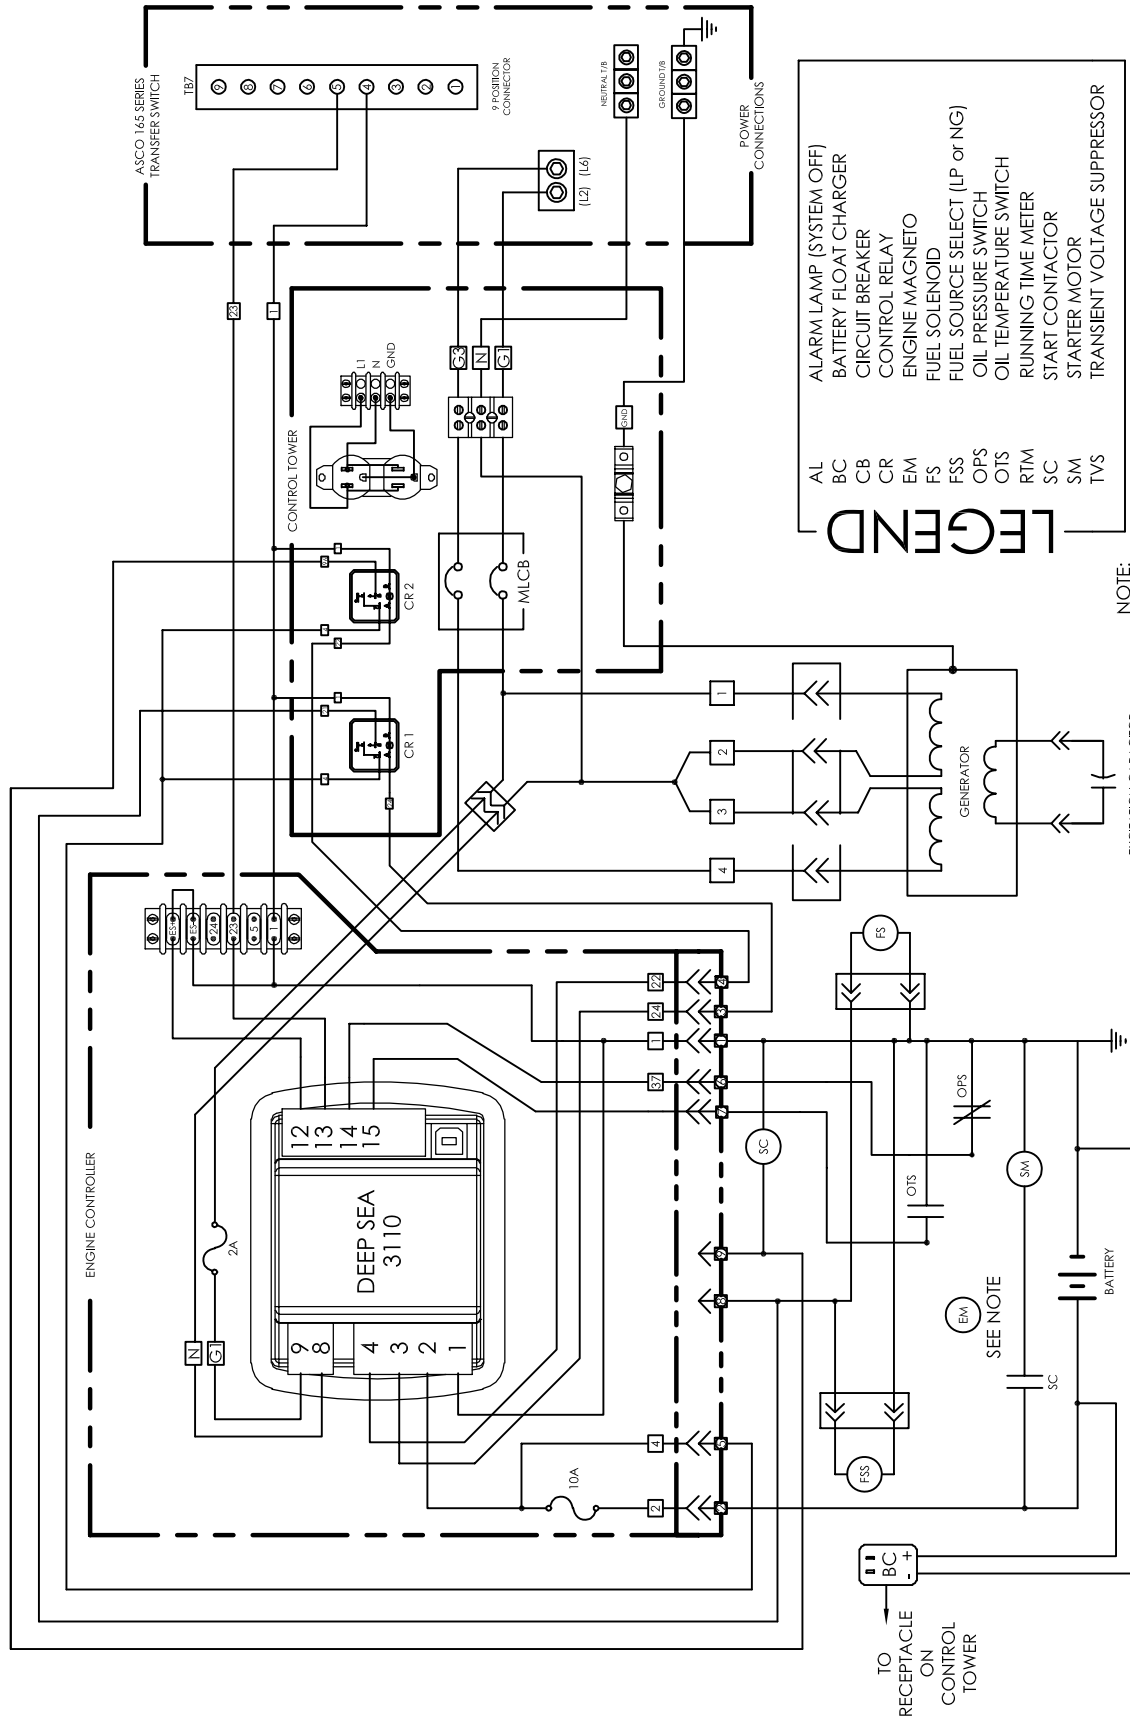 ASCO 165 SERIES
TRANSFER SWITCH
TB7
9
8
7
6
5
4
3
2
1
9 POSITION
CONNECTOR
NEUTRAL T/B
GROUND T/B
POWER
CONNECTIONS
(L2) (L6)
23
1
CONTROL TOWER
L1
N
GND
G3
N
G1
GND
MLCB
CR 2
CR 1
ENGINE CONTROLLER
ES+
ES-
24
23
5
1
2A
N
G1
DEEP SEA
3110
12
13
14
15
9
8
4
3
2
1
10A
22
24
1
37
4
2
1
2
3
4
GENERATOR
FS
SC
OPS
OTS
SM
EM
SEE NOTE
SC
BATTERY
FSS
BC
+
-
TO
RECEPTACLE
ON
CONTROL
TOWER
LEGEND
AL ALARM LAMP (SYSTEM OFF)
BC BATTERY FLOAT CHARGER
CB CIRCUIT BREAKER
CR CONTROL RELAY
EM ENGINE MAGNETO
FS FUEL SOLENOID
FSS FUEL SOURCE SELECT (LP or NG)
OPS OIL PRESSURE SWITCH
OTS OIL TEMPERATURE SWITCH
RTM RUNNING TIME METER
SC START CONTACTOR
SM STARTER MOTOR
TVS TRANSIENT VOLTAGE SUPPRESSOR
NOTE: